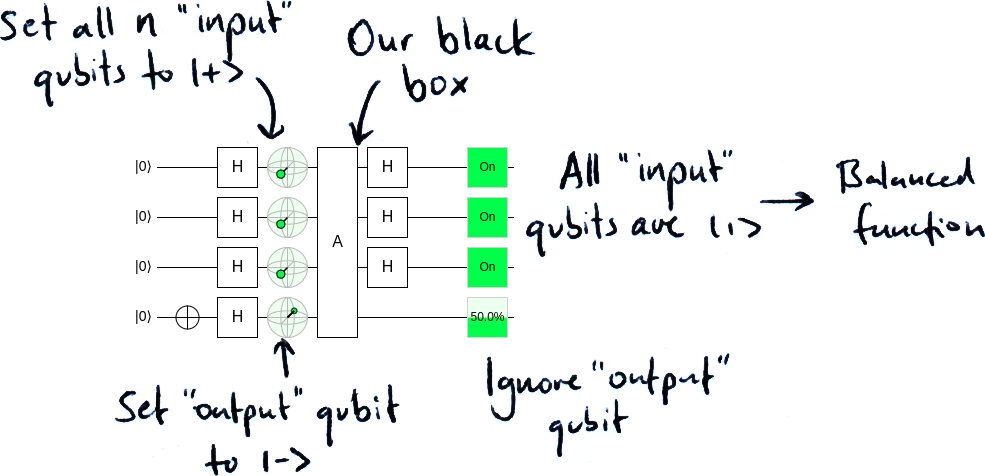 Set all n "input"
qubits to |+>
Our black
box
|0⟩ H H On
|0⟩ H H On
A
|0⟩ H H On
|0⟩ H 50.0%
All "input"
qubits are |1>
Balanced
function
Set "output" qubit
to |->
Ignore "output"
qubit